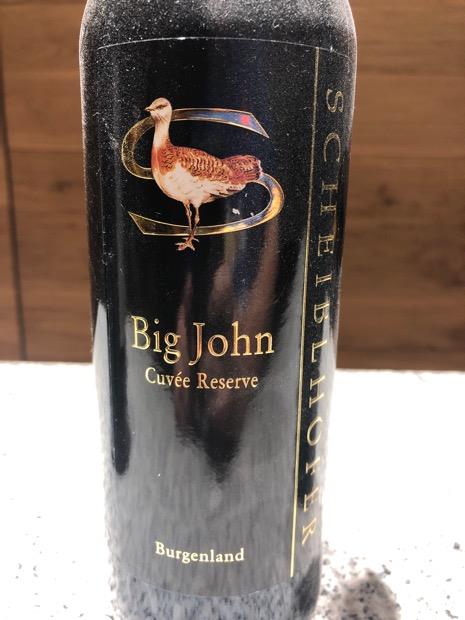 S
Big John
Cuvée Reserve
Burgenland
SCHEIBLHOFER